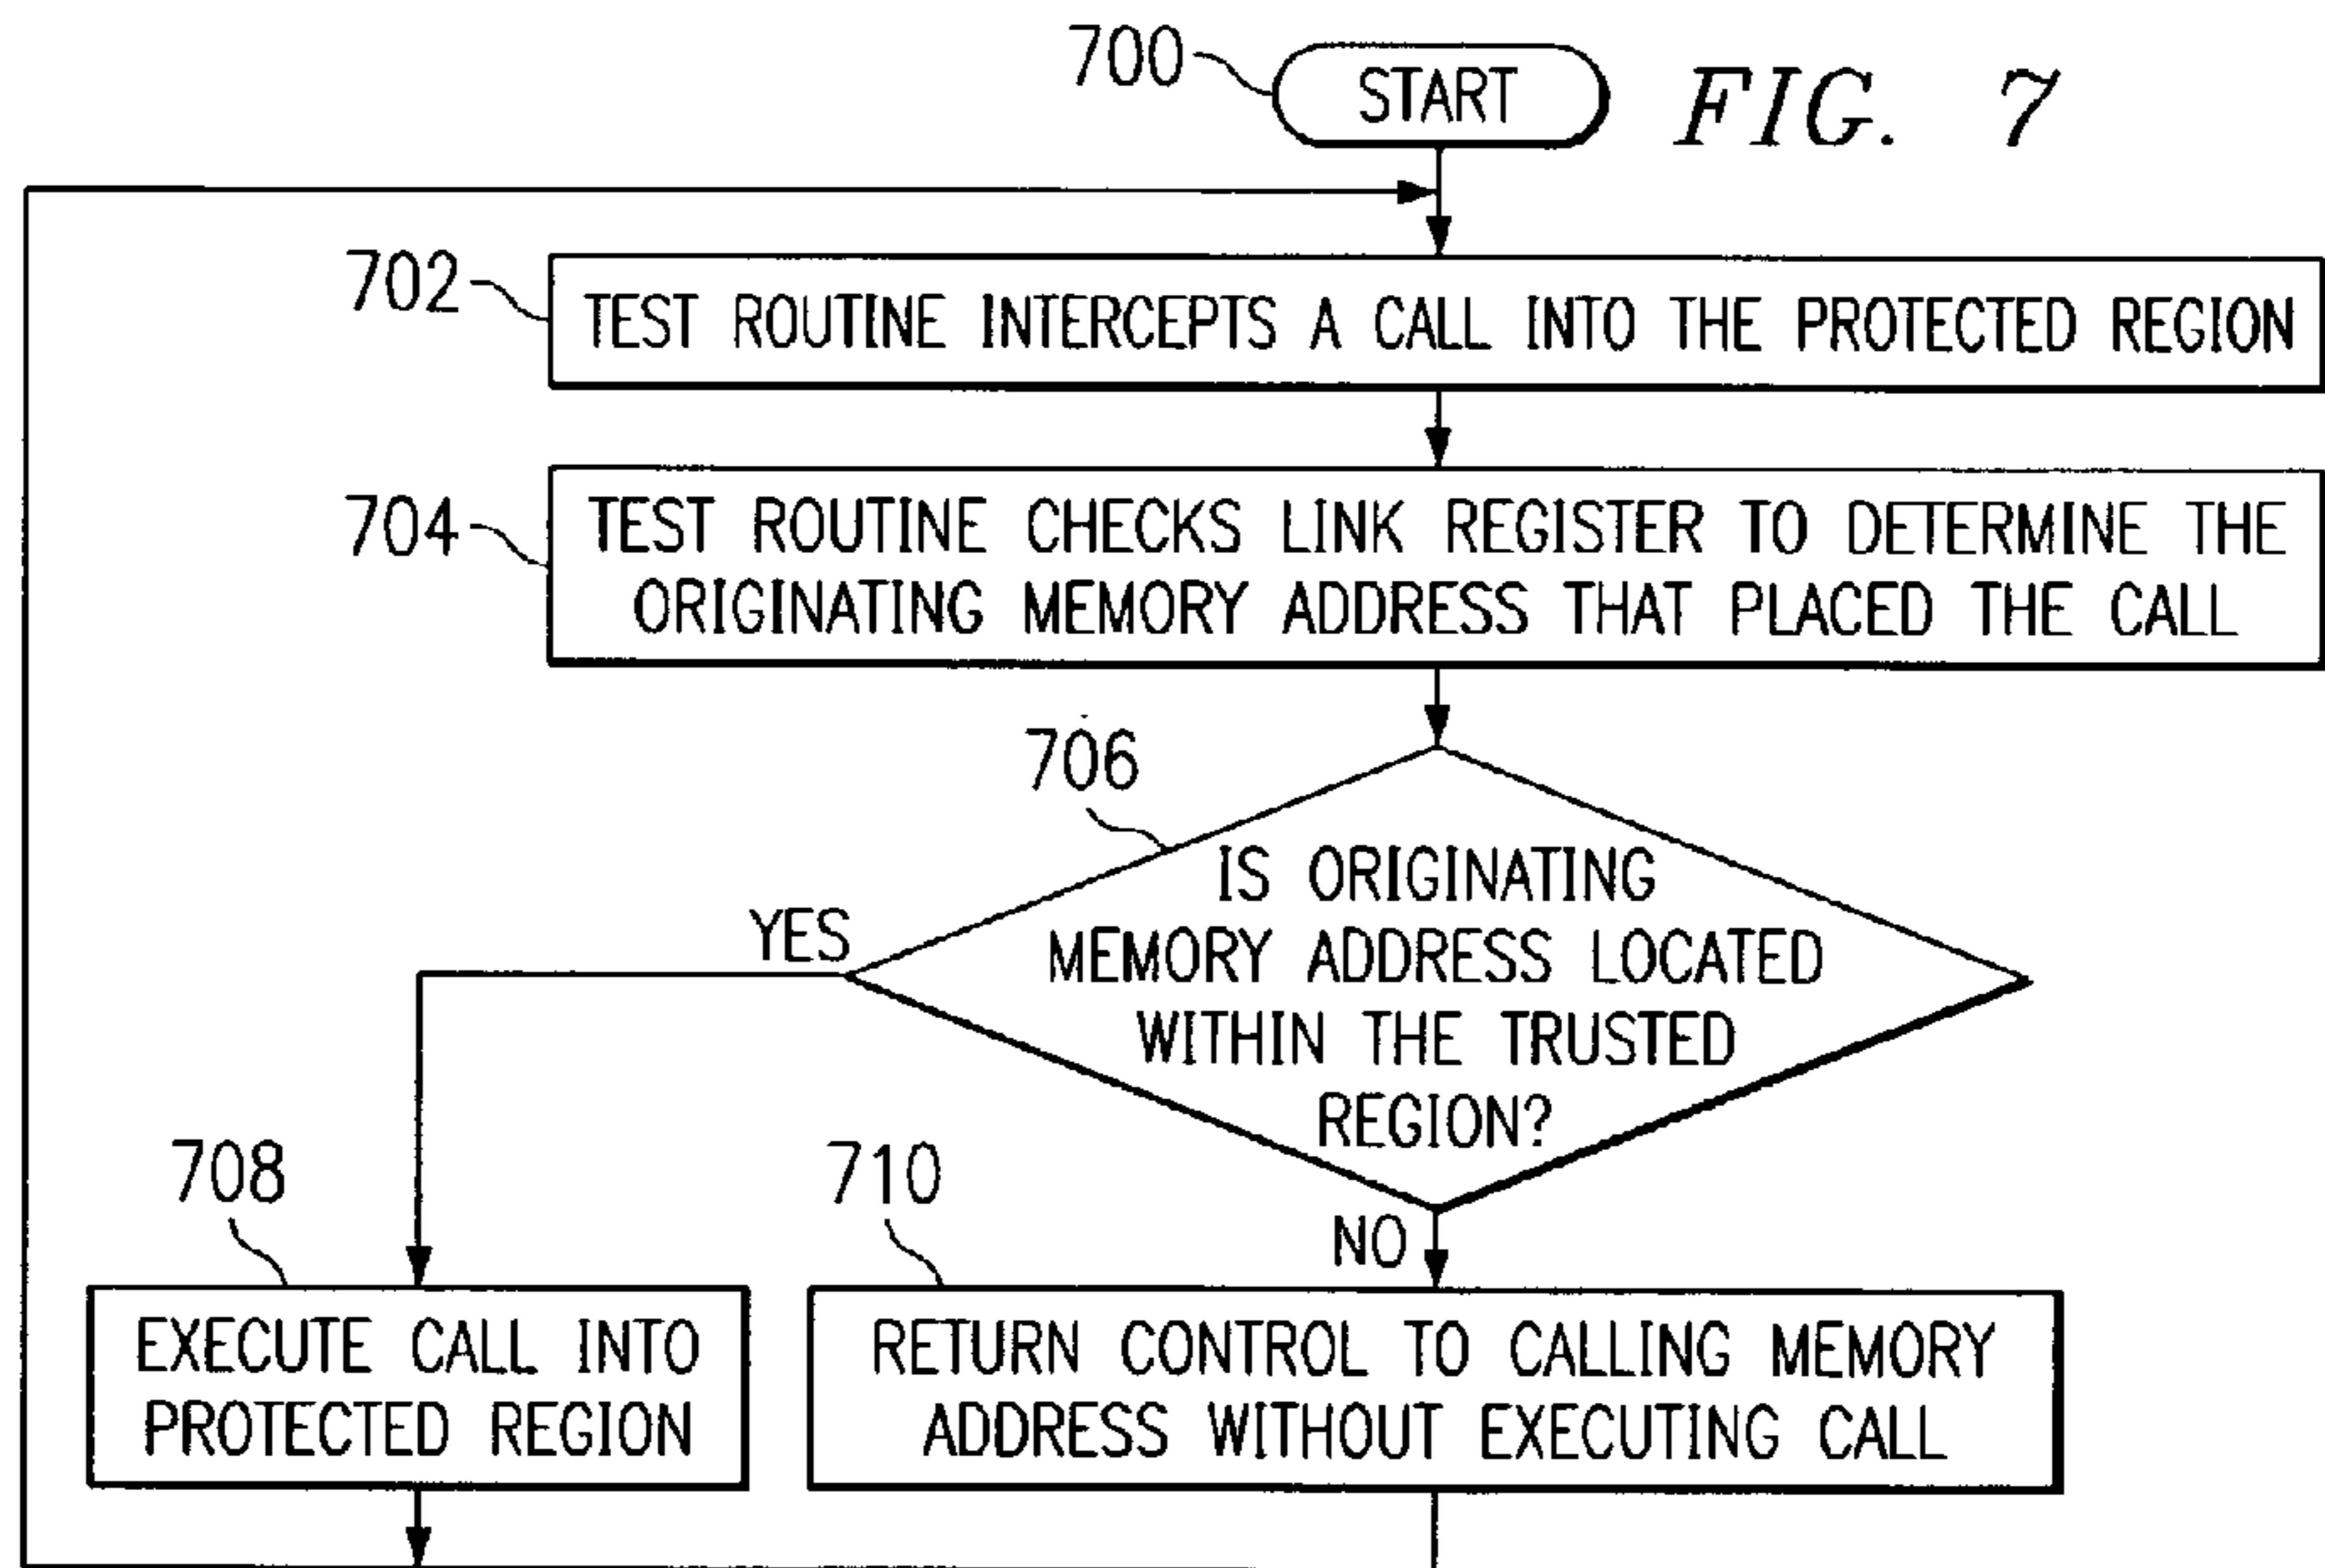 700
START
FIG. 7
702
TEST ROUTINE INTERCEPTS A CALL INTO THE PROTECTED REGION
704
TEST ROUTINE CHECKS LINK REGISTER TO DETERMINE THE
ORIGINATING MEMORY ADDRESS THAT PLACED THE CALL
706
IS ORIGINATING
MEMORY ADDRESS LOCATED
WITHIN THE TRUSTED
REGION?
YES
NO
708
EXECUTE CALL INTO
PROTECTED REGION
710
RETURN CONTROL TO CALLING MEMORY
ADDRESS WITHOUT EXECUTING CALL